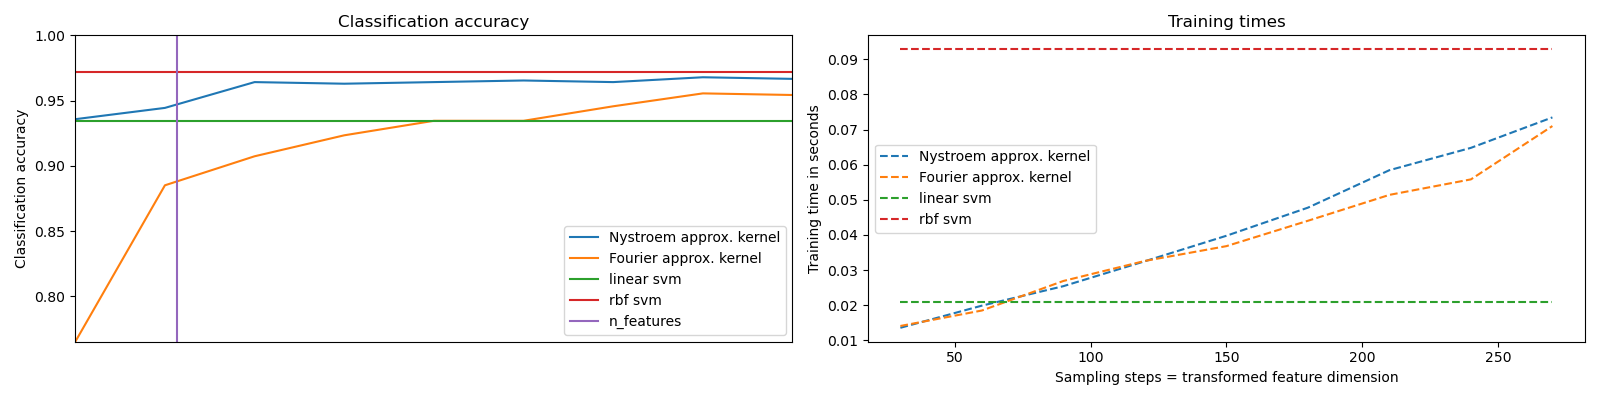 Classification accuracy
Classification accuracy
1.00
0.95
0.90
0.85
0.80
Nystroem approx. kernel
Fourier approx. kernel
linear svm
rbf svm
n_features
Training times
Training time in seconds
0.09
0.08
0.07
0.06
0.05
0.04
0.03
0.02
0.01
Nystroem approx. kernel
Fourier approx. kernel
linear svm
rbf svm
50
100
150
200
250
Sampling steps = transformed feature dimension